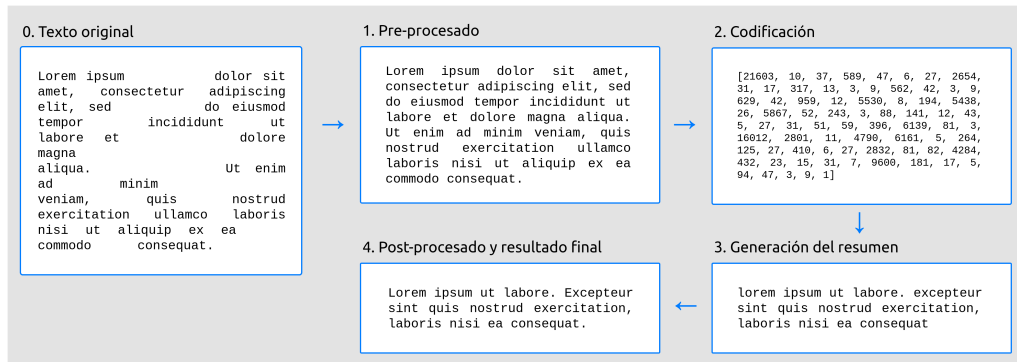 0. Texto original
Lorem ipsum dolor sit
amet, consectetur adipiscing
elit, sed do eiusmod
tempor incididunt ut
labore et dolore
magna
aliqua. Ut enim
ad minim
veniam, quis nostrud
exercitation ullamco laboris
nisi ut aliquip ex ea
commodo consequat.
1. Pre-procesado
Lorem ipsum dolor sit amet,
consectetur adipiscing elit, sed
do eiusmod tempor incididunt ut
labore et dolore magna aliqua.
Ut enim ad minim veniam, quis
nostrud exercitation ullamco
laboris nisi ut aliquip ex ea
commodo consequat.
2. Codificación
[21603, 10, 37, 589, 47, 6, 27, 2654,
31, 17, 317, 13, 3, 9, 562, 42, 3, 9,
629, 42, 959, 12, 5530, 8, 194, 5438,
26, 5867, 52, 243, 3, 88, 141, 12, 43,
5, 27, 31, 51, 59, 396, 6139, 81, 3,
16012, 2801, 11, 4790, 6161, 5, 264,
125, 27, 410, 6, 27, 2832, 81, 82, 4284,
432, 23, 15, 31, 7, 9600, 181, 17, 5,
94, 47, 3, 9, 1]
3. Generación del resumen
lorem ipsum ut labore. excepteur
sint quis nostrud exercitation,
laboris nisi ea consequat
4. Post-procesado y resultado final
Lorem ipsum ut labore. Excepteur
sint quis nostrud exercitation,
laboris nisi ea consequat.